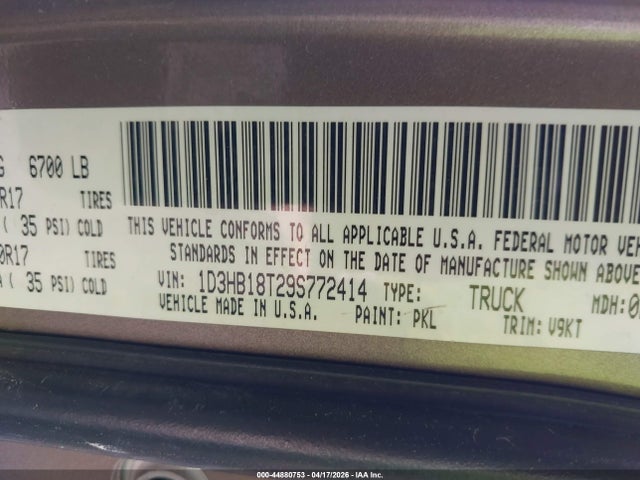 G 6700 LB
R17 TIRES
( 35 PSI) COLD
0R17 TIRES
A ( 35 PSI) COLD
THIS VEHICLE CONFORMS TO ALL APPLICABLE U.S.A. FEDERAL MOTOR VEH
STANDARDS IN EFFECT ON THE DATE OF MANUFACTURE SHOWN ABOVE
VIN: 1D3HB18T29S772414 TYPE: TRUCK MDH:0
VEHICLE MADE IN U.S.A. PAINT: PKL TRIM: V9KT
000-44880753 - 04/17/2026 - IAA Inc.